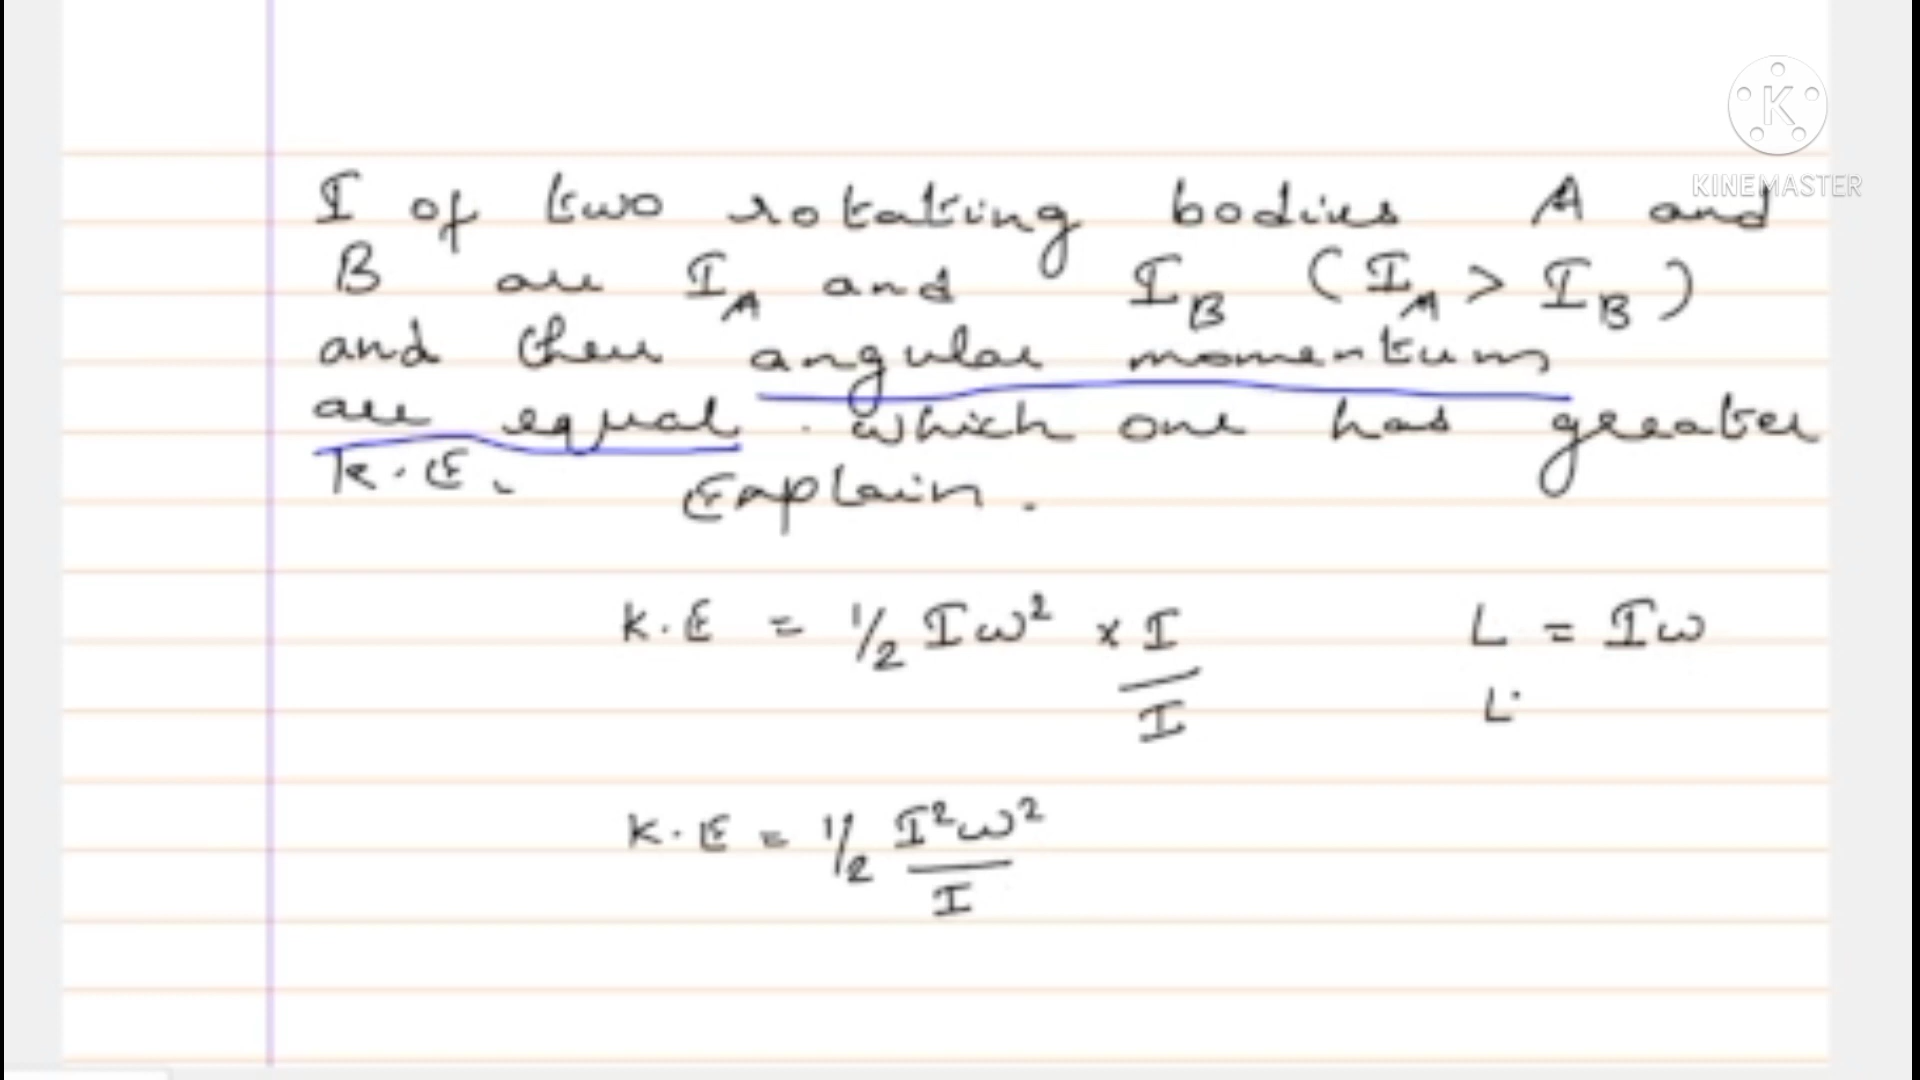 K
KINEMASTER
I of two rotating bodies A and
B are I_A and I_B (I_A > I_B)
and their angular momentum
are equal. which one has greater
K.E. Explain.
K.E = 1/2 Iω² × I/I
L = Iω
L
K.E = 1/2 I²ω²/I